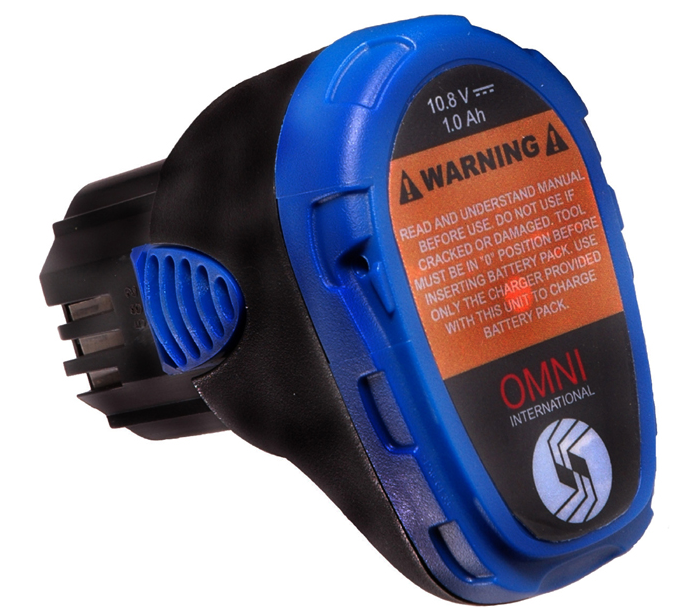 10.8 V ⎓
1.0 Ah
WARNING
READ AND UNDERSTAND MANUAL
BEFORE USE. DO NOT USE IF
CRACKED OR DAMAGED. TOOL
MUST BE IN "0" POSITION BEFORE
INSERTING BATTERY PACK. USE
ONLY THE CHARGER PROVIDED
WITH THIS UNIT TO CHARGE
BATTERY PACK.
OMNI
INTERNATIONAL